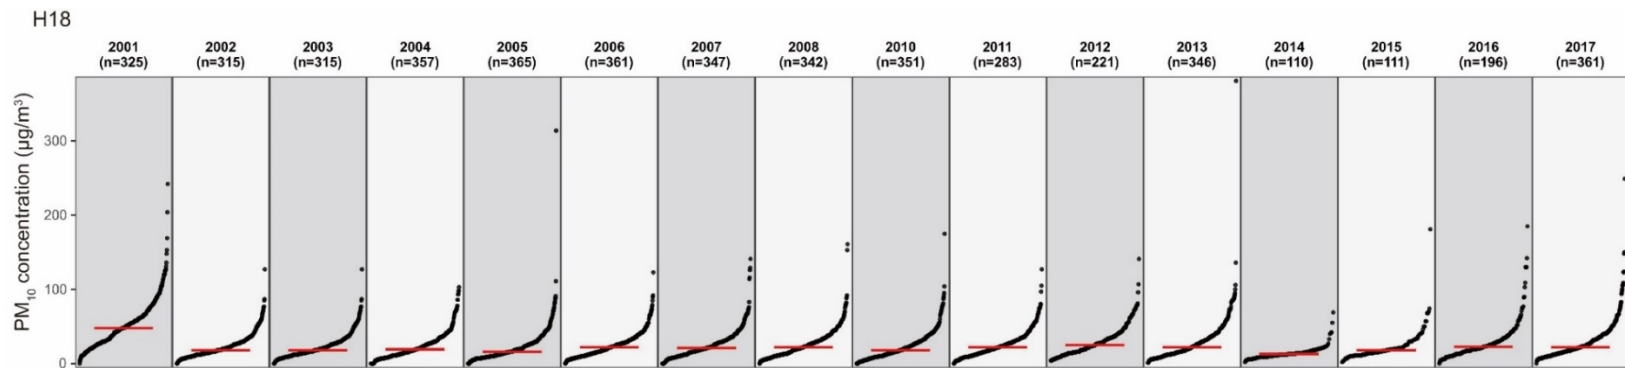 H18
2001 2002 2003 2004 2005 2006 2007 2008 2010 2011 2012 2013 2014 2015 2016 2017
(n=325) (n=315) (n=315) (n=357) (n=365) (n=361) (n=347) (n=342) (n=351) (n=283) (n=221) (n=346) (n=110) (n=111) (n=196) (n=361)
PM₁₀ concentration (µg/m³)
300
200
100
0